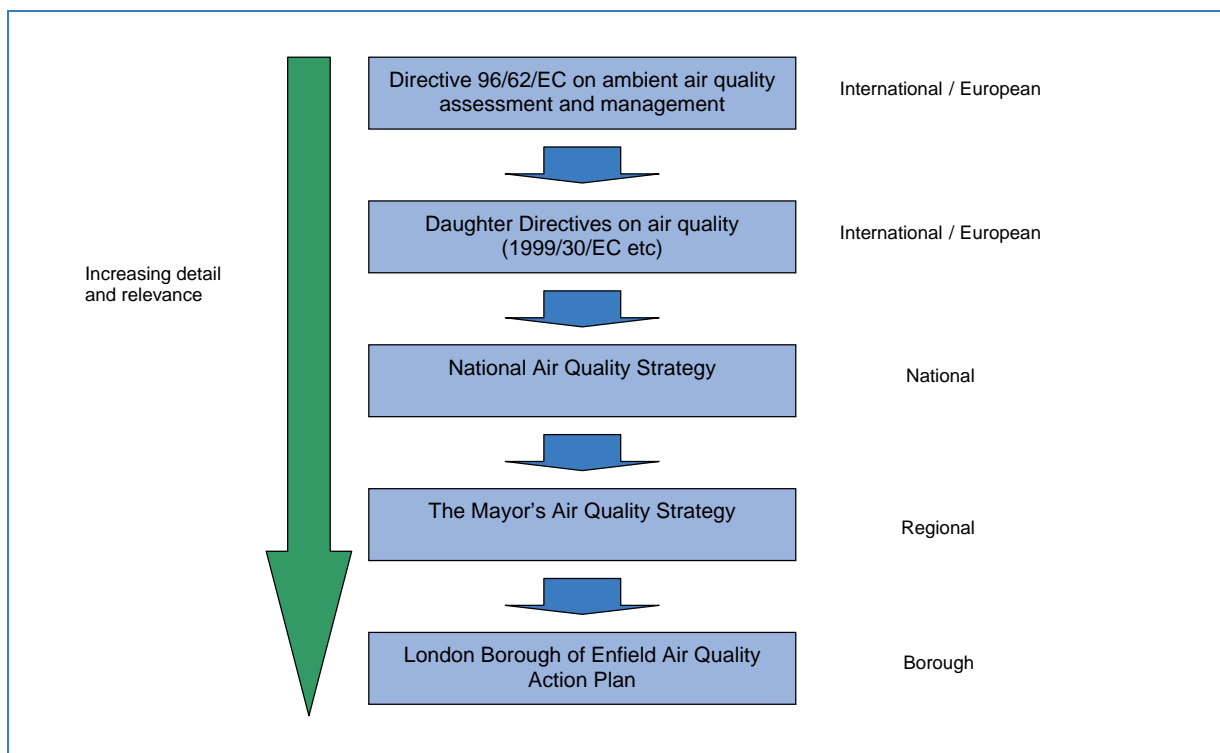 Directive 96/62/EC on ambient air quality
assessment and management
International / European
Daughter Directives on air quality
(1999/30/EC etc)
International / European
Increasing detail
and relevance
National Air Quality Strategy
National
The Mayor’s Air Quality Strategy
Regional
London Borough of Enfield Air Quality
Action Plan
Borough